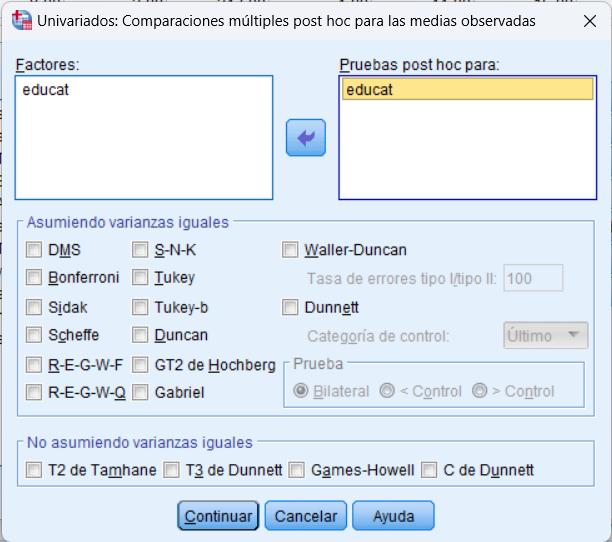 Univariados: Comparaciones múltiples post hoc para las medias observadas
Factores:
educat
Pruebas post hoc para:
educat
Asumiendo varianzas iguales
DMS
S-N-K
Waller-Duncan
Bonferroni
Tukey
Tasa de errores tipo I/tipo II: 100
Sidak
Tukey-b
Dunnett
Scheffe
Duncan
Categoría de control: Último
R-E-G-W-F
GT2 de Hochberg
Prueba
R-E-G-W-Q
Gabriel
Bilateral
< Control
> Control
No asumiendo varianzas iguales
T2 de Tamhane
T3 de Dunnett
Games-Howell
C de Dunnett
Continuar
Cancelar
Ayuda